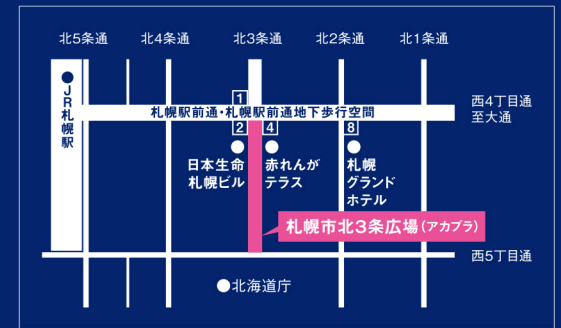 北5条通
北4条通
北3条通
北2条通
北1条通
JR札幌駅
1
札幌駅前通・札幌駅前通地下歩行空間
西4丁目通
至大通
2
4
8
日本生命
札幌ビル
赤れんが
テラス
札幌
グランド
ホテル
札幌市北3条広場(アカプラ)
西5丁目通
北海道庁